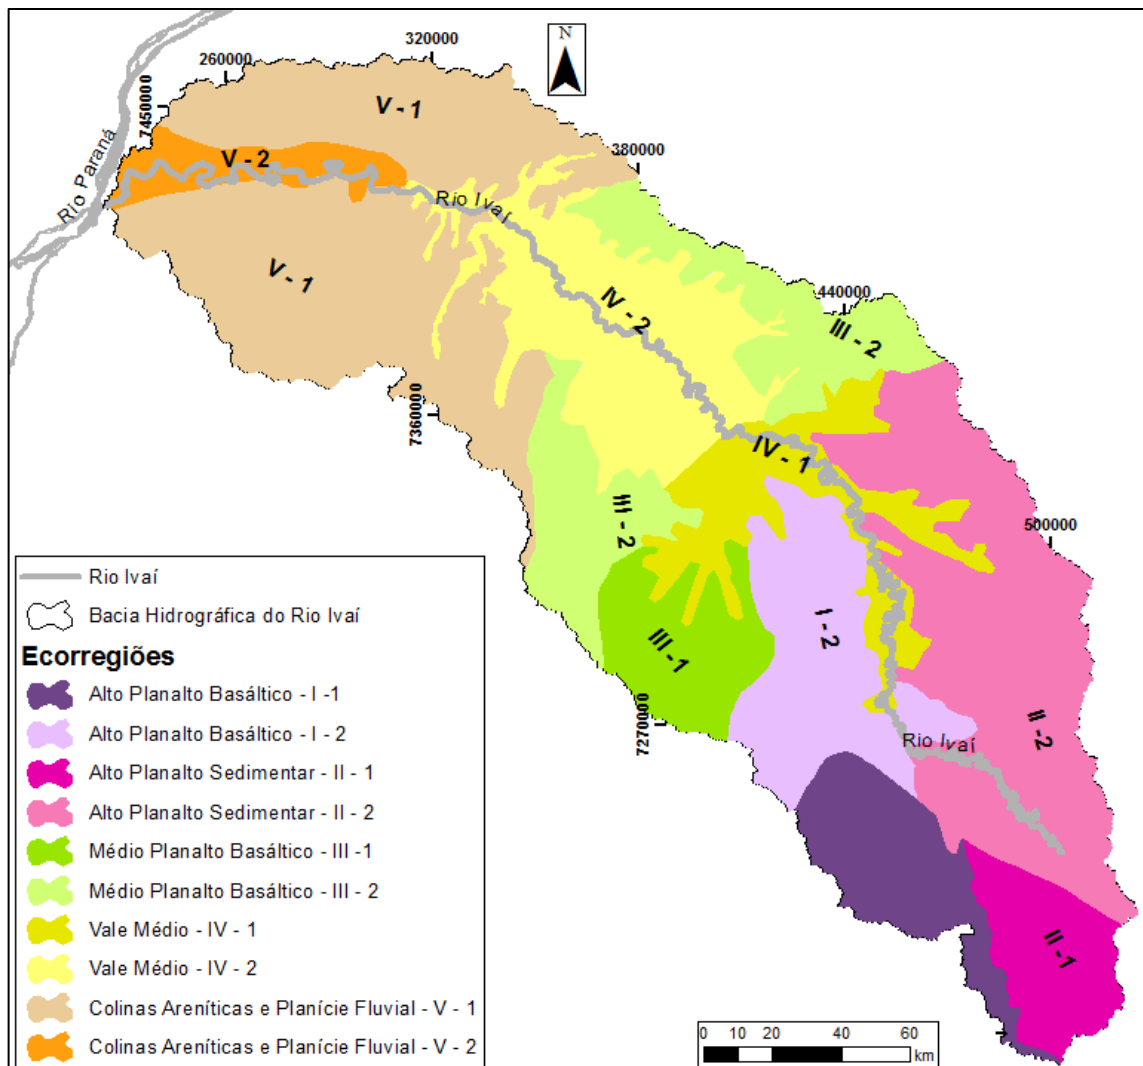 N
320000
260000
7450000
V - 1
380000
V - 2
Rio Paraná
Rio Ivaí
V - 1
IV - 2
440000
III - 2
7360000
IV - 1
III - 2
500000
I - 2
III - 1
7270000
II - 2
Rio Ivaí
II - 1
Rio Ivaí
Bacia Hidrográfica do Rio Ivaí
Ecorregiões
Alto Planalto Basáltico - I -1
Alto Planalto Basáltico - I - 2
Alto Planalto Sedimentar - II - 1
Alto Planalto Sedimentar - II - 2
Médio Planalto Basáltico - III -1
Médio Planalto Basáltico - III - 2
Vale Médio - IV - 1
Vale Médio - IV - 2
Colinas Areníticas e Planície Fluvial - V - 1
Colinas Areníticas e Planície Fluvial - V - 2
0 10 20 40 60
km